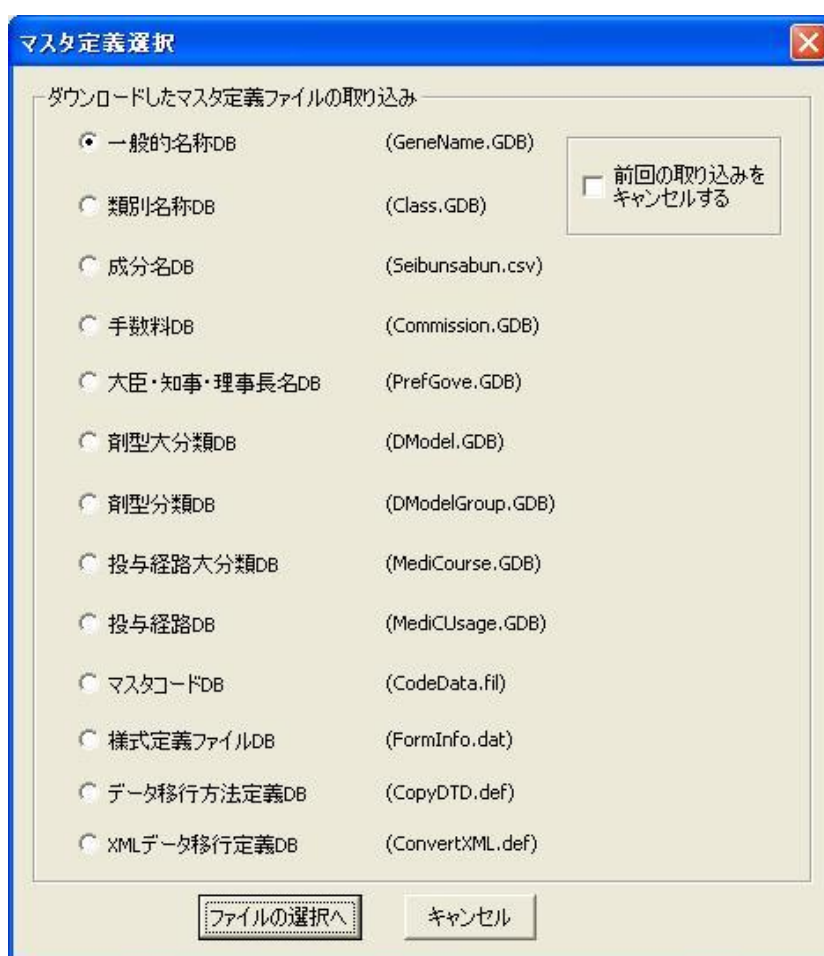 マスタ定義選択
ダウンロードしたマスタ定義ファイルの取り込み
一般的名称DB (GeneName.GDB)
前回の取り込みを
キャンセルする
類別名称DB (Class.GDB)
成分名DB (Seibunsabun.csv)
手数料DB (Commission.GDB)
大臣・知事・理事長名DB (PrefGove.GDB)
剤型大分類DB (DModel.GDB)
剤型分類DB (DModelGroup.GDB)
投与経路大分類DB (MediCourse.GDB)
投与経路DB (MediCUsage.GDB)
マスタコードDB (CodeData.fil)
様式定義ファイルDB (FormInfo.dat)
データ移行方法定義DB (CopyDTD.def)
XMLデータ移行定義DB (ConvertXML.def)
ファイルの選択へ キャンセル